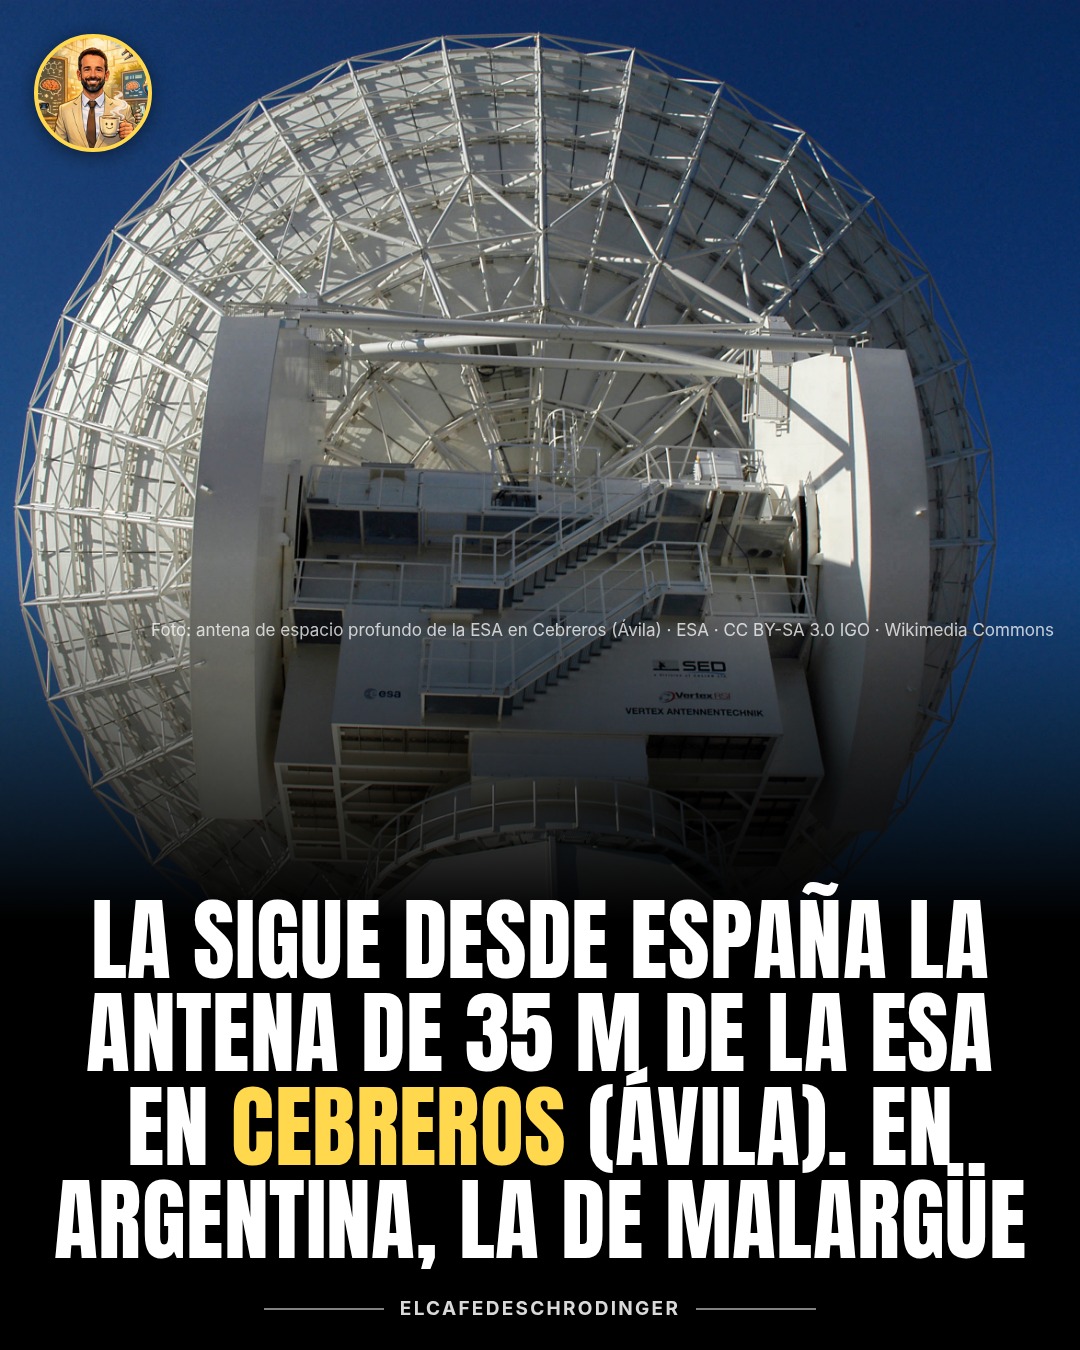 Foto: antena de espacio profundo de la ESA en Cebreros (Ávila) · ESA · CC BY-SA 3.0 IGO · Wikimedia Commons
SED
esa
Vertex
VERTEX ANTENNENTECHNIK
LA SIGUE DESDE ESPAÑA LA
ANTENA DE 35 M DE LA ESA
EN CEBREROS (ÁVILA). EN
ARGENTINA, LA DE MALARGÜE
ELCAFEDESCHRODINGER